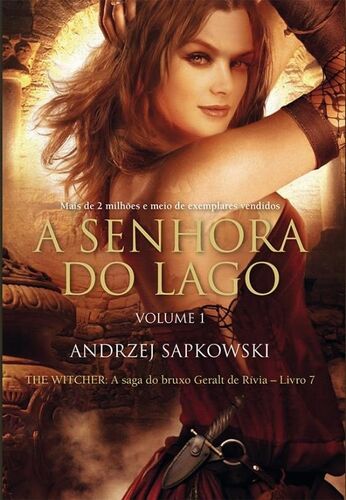 Mais de 2 milhões e meio de exemplares vendidos
A SENHORA
DO LAGO
VOLUME 1
ANDRZEJ SAPKOWSKI
THE WITCHER: A saga do bruxo Geralt de Rívia – Livro 7